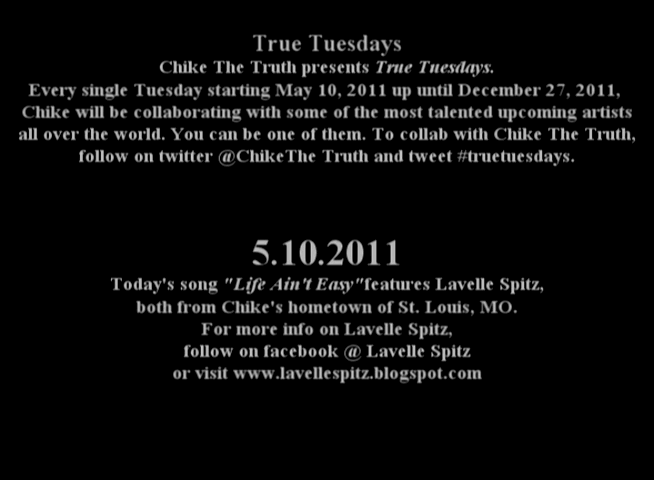 True Tuesdays
Chike The Truth presents True Tuesdays.
Every single Tuesday starting May 10, 2011 up until December 27, 2011,
Chike will be collaborating with some of the most talented upcoming artists
all over the world. You can be one of them. To collab with Chike The Truth,
follow on twitter @ChikeThe Truth and tweet #truetuesdays.
5.10.2011
Today's song "Life Ain't Easy"features Lavelle Spitz,
both from Chike's hometown of St. Louis, MO.
For more info on Lavelle Spitz,
follow on facebook @ Lavelle Spitz
or visit www.lavellespitz.blogspot.com